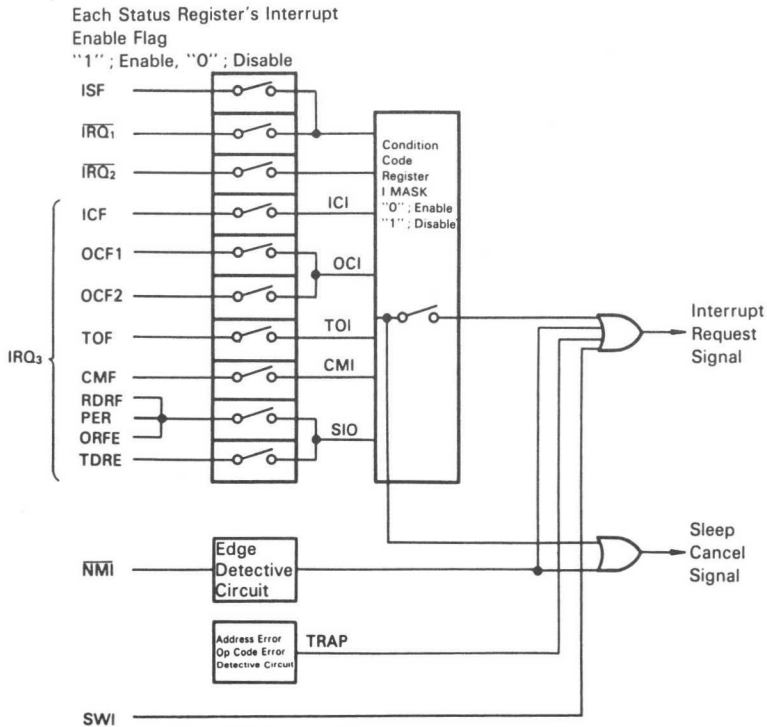 Each Status Register's Interrupt
Enable Flag
"1" ; Enable, "0" ; Disable
ISF
IRQ1
IRQ2
ICF
OCF1
OCF2
TOF
CMF
RDRF
PER
ORFE
TDRE
IRQ3
ICI
OCI
TOI
CMI
SIO
Condition
Code
Register
I MASK
"0" ; Enable
"1" ; Disable
Interrupt
Request
Signal
NMI
Edge
Detective
Circuit
Sleep
Cancel
Signal
Address Error
Op Code Error
Detective Circuit
TRAP
SWI